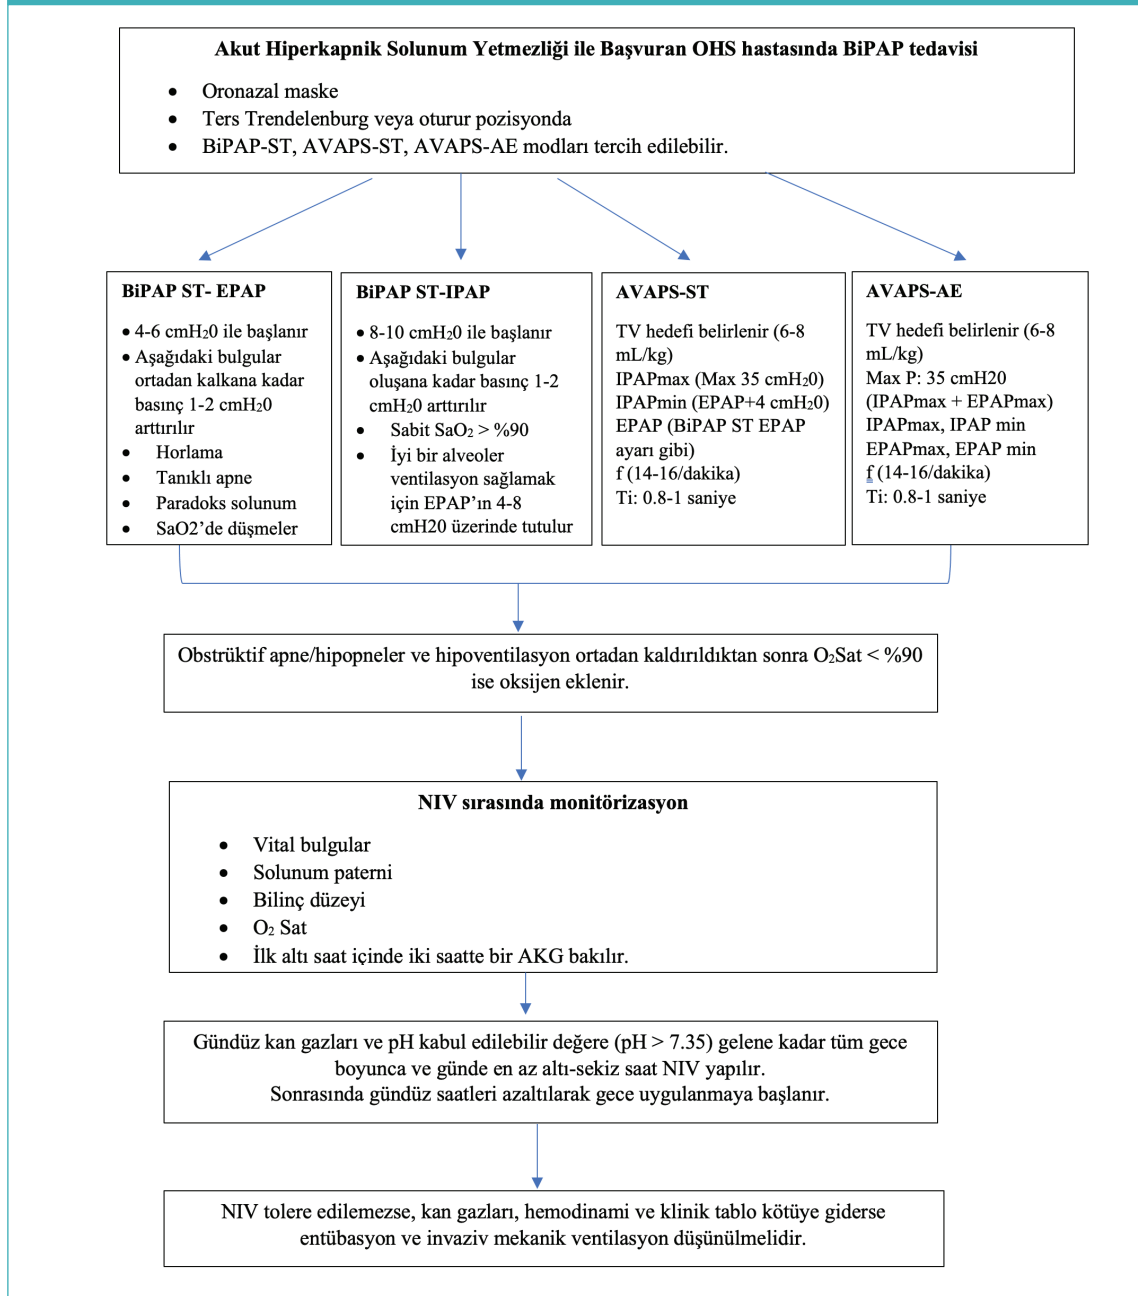 Akut Hiperkapnik Solunum Yetmezliği ile Başvuran OHS hastasında BiPAP tedavisi
• Oronazal maske
• Ters Trendelenburg veya oturur pozisyonda
• BiPAP-ST, AVAPS-ST, AVAPS-AE modları tercih edilebilir.
BiPAP ST- EPAP
• 4-6 cmH₂0 ile başlanır
• Aşağıdaki bulgular
ortadan kalkana kadar
basınç 1-2 cmH₂0
arttırılır
• Horlama
• Tanıklı apne
• Paradoks solunum
• SaO2’de düşmeler
BiPAP ST-IPAP
• 8-10 cmH₂0 ile başlanır
• Aşağıdaki bulgular
oluşana kadar basınç 1-2
cmH₂0 arttırılır
• Sabit SaO₂ > %90
• İyi bir alveoler
ventilasyon sağlamak
için EPAP’ın 4-8
cmH20 üzerinde tutulur
AVAPS-ST
TV hedefi belirlenir (6-8
mL/kg)
IPAPmax (Max 35 cmH₂0)
IPAPmin (EPAP+4 cmH₂0)
EPAP (BiPAP ST EPAP
ayarı gibi)
f (14-16/dakika)
Ti: 0.8-1 saniye
AVAPS-AE
TV hedefi belirlenir (6-8
mL/kg)
Max P: 35 cmH20
(IPAPmax + EPAPmax)
IPAPmax, IPAP min
EPAPmax, EPAP min
f (14-16/dakika)
Ti: 0.8-1 saniye
Obstrüktif apne/hipopneler ve hipoventilasyon ortadan kaldırıldıktan sonra O₂Sat < %90
ise oksijen eklenir.
NIV sırasında monitörizasyon
• Vital bulgular
• Solunum paterni
• Bilinç düzeyi
• O₂ Sat
• İlk altı saat içinde iki saatte bir AKG bakılır.
Gündüz kan gazları ve pH kabul edilebilir değere (pH > 7.35) gelene kadar tüm gece
boyunca ve günde en az altı-sekiz saat NIV yapılır.
Sonrasında gündüz saatleri azaltılarak gece uygulanmaya başlanır.
NIV tolere edilemezse, kan gazları, hemodinami ve klinik tablo kötüye giderse
entübasyon ve invaziv mekanik ventilasyon düşünülmelidir.